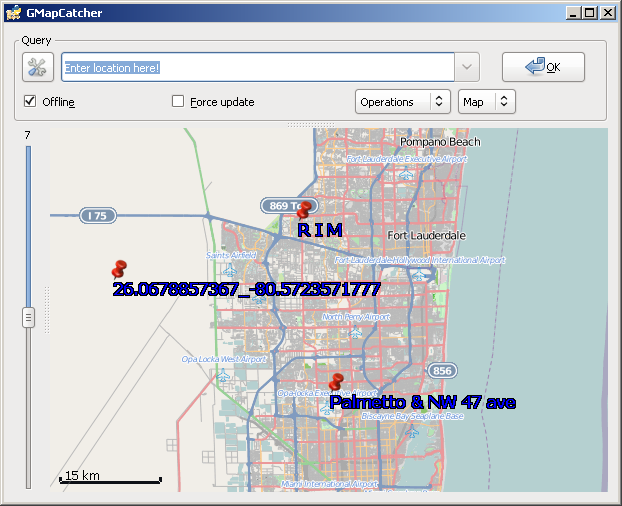 GMapCatcher
Query
Enter location here!
OK
Offline
Force update
Operations
Map
7
Pompano Beach
Fort Lauderdale Executive Airport
869 To
R I M
I 75
Fort Lauderdale
Saints Airfield
Fort-Lauderdale-Hollywood International Airport
26.0678857367_-80.5723571777
North Perry Airport
Opa Locka West Airport
856
Opa-locka Executive Airport
Palmetto & NW 47 ave
Biscayne Bay Seaplane Base
15 km
Miami International Airport